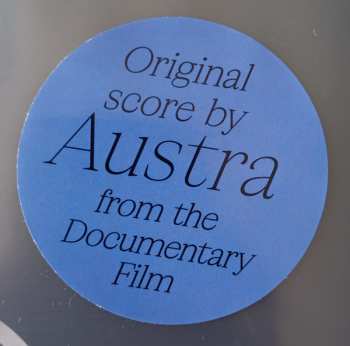 Original
score by
Austra
from the
Documentary
Film